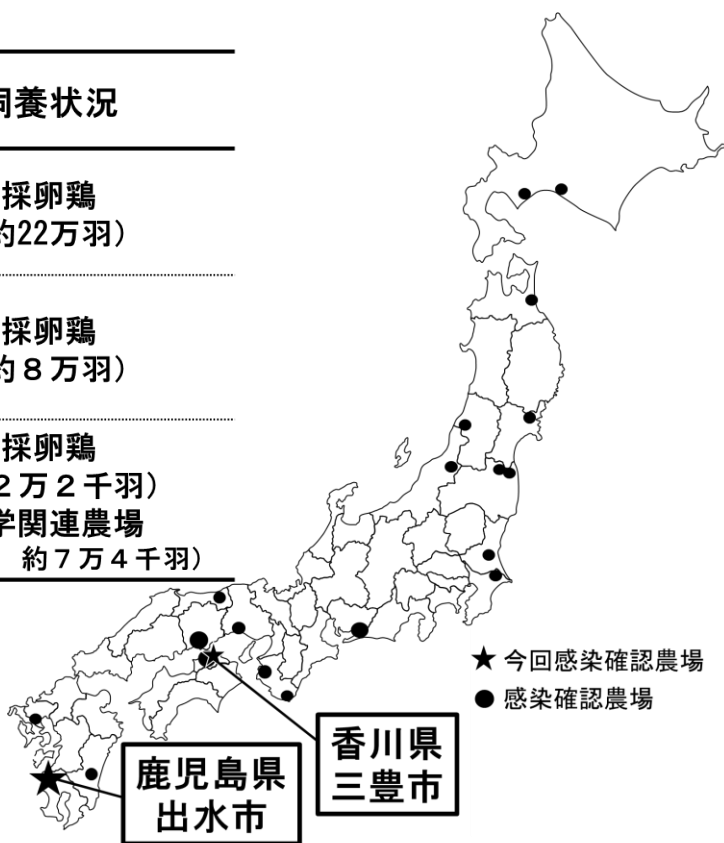 飼養状況
採卵鶏
約22万羽）
採卵鶏
約８万羽）
採卵鶏
２万２千羽）
学関連農場
約７万４千羽）
★ 今回感染確認農場
● 感染確認農場
香川県
三豊市
鹿児島県
出水市